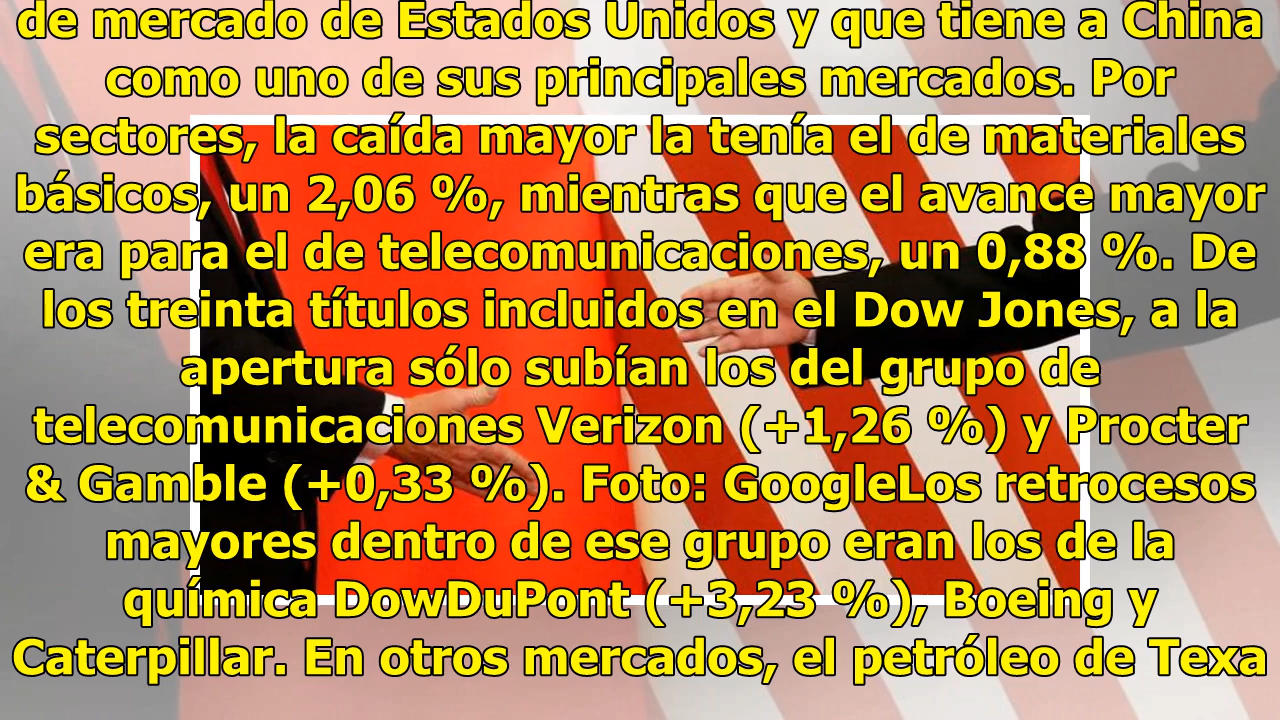 de mercado de Estados Unidos y que tiene a China
como uno de sus principales mercados. Por
sectores, la caída mayor la tenía el de materiales
básicos, un 2,06 %, mientras que el avance mayor
era para el de telecomunicaciones, un 0,88 %. De
los treinta títulos incluidos en el Dow Jones, a la
apertura sólo subían los del grupo de
telecomunicaciones Verizon (+1,26 %) y Procter
& Gamble (+0,33 %). Foto: GoogleLos retrocesos
mayores dentro de ese grupo eran los de la
química DowDuPont (+3,23 %), Boeing y
Caterpillar. En otros mercados, el petróleo de Texa